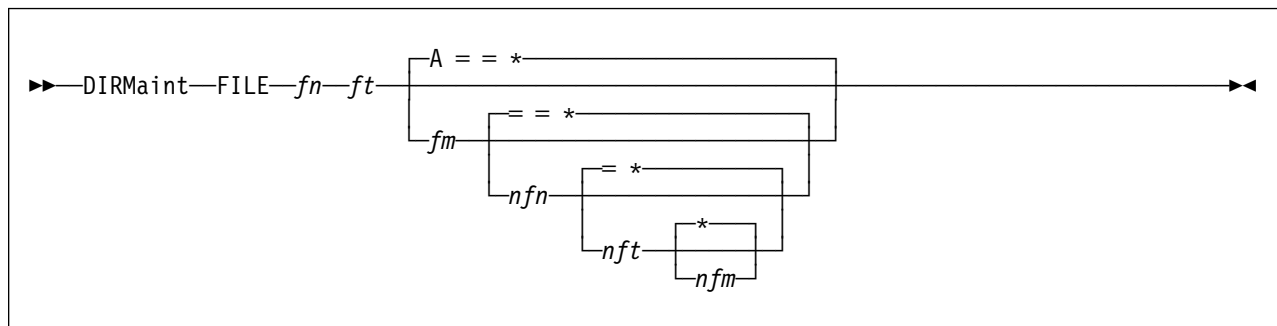 A = = *
►►─DIRMaint─FILE─fn─ft─►◄
= = *
fm
= *
nfn
*
nft
nfm